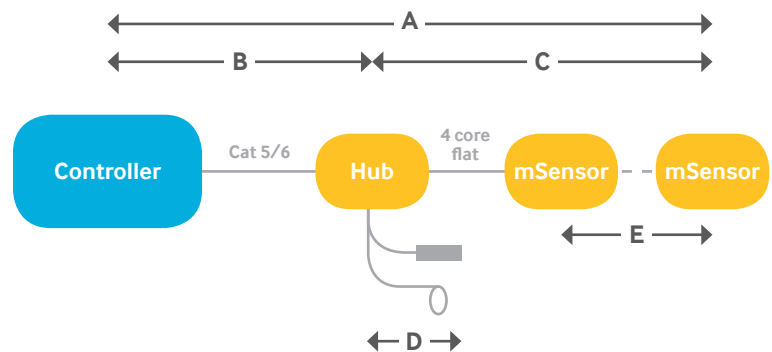 A
B
C
Controller
Cat 5/6
Hub
4 core
flat
mSensor
mSensor
E
D